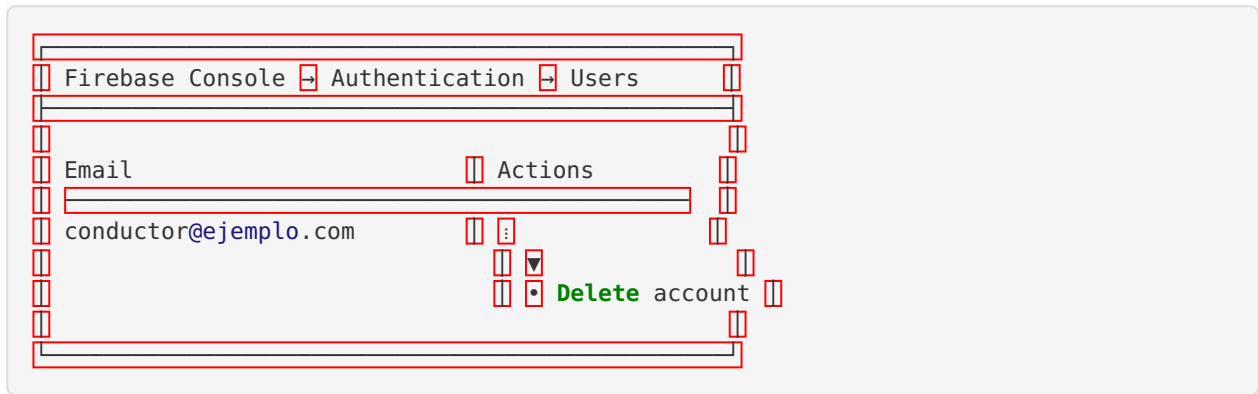 ┌─────────────────────────────────────────────┐
│ Firebase Console → Authentication → Users │
├─────────────────────────────────────────────┤
│ │
│ Email │ Actions │
│ ──────────────────────────────────────── │
│ conductor@ejemplo.com │ ⋮ │
│ │ ▼ │
│ │ • Delete account │
│ │
└─────────────────────────────────────────────┘